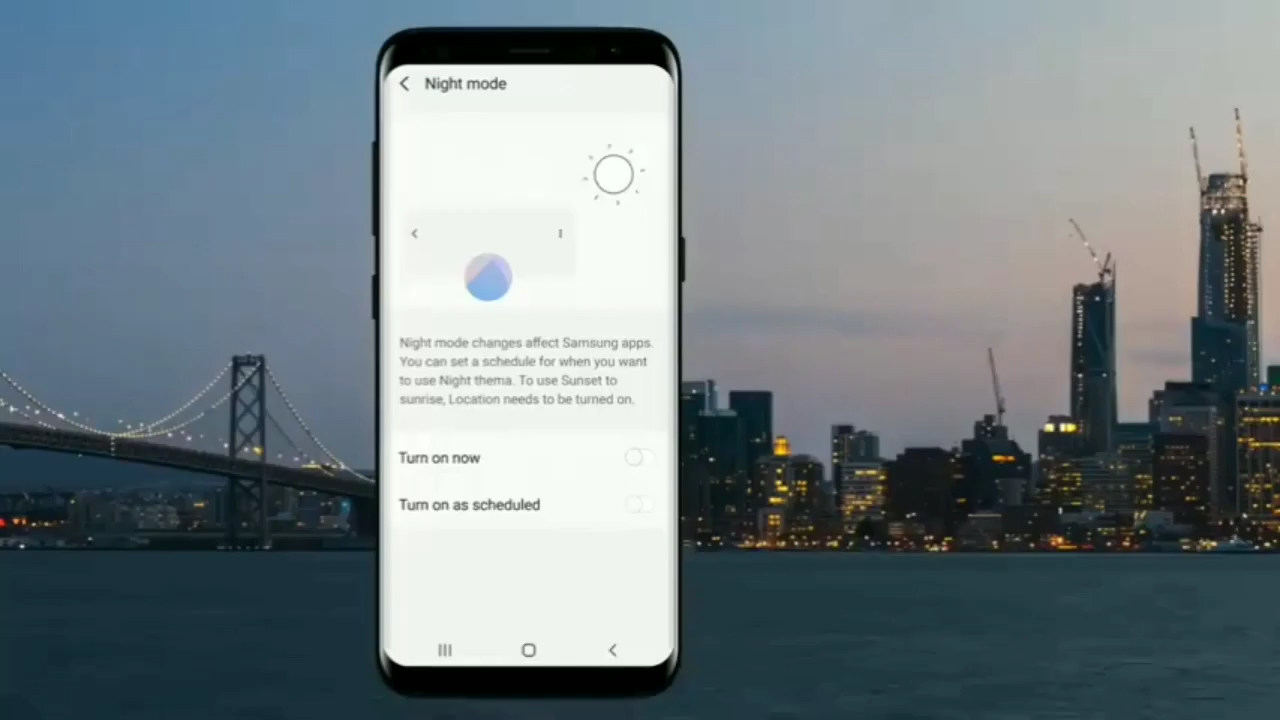 Night mode
Night mode changes affect Samsung apps.
You can set a schedule for when you want
to use Night thema. To use Sunset to
sunrise, Location needs to be turned on.
Turn on now
Turn on as scheduled